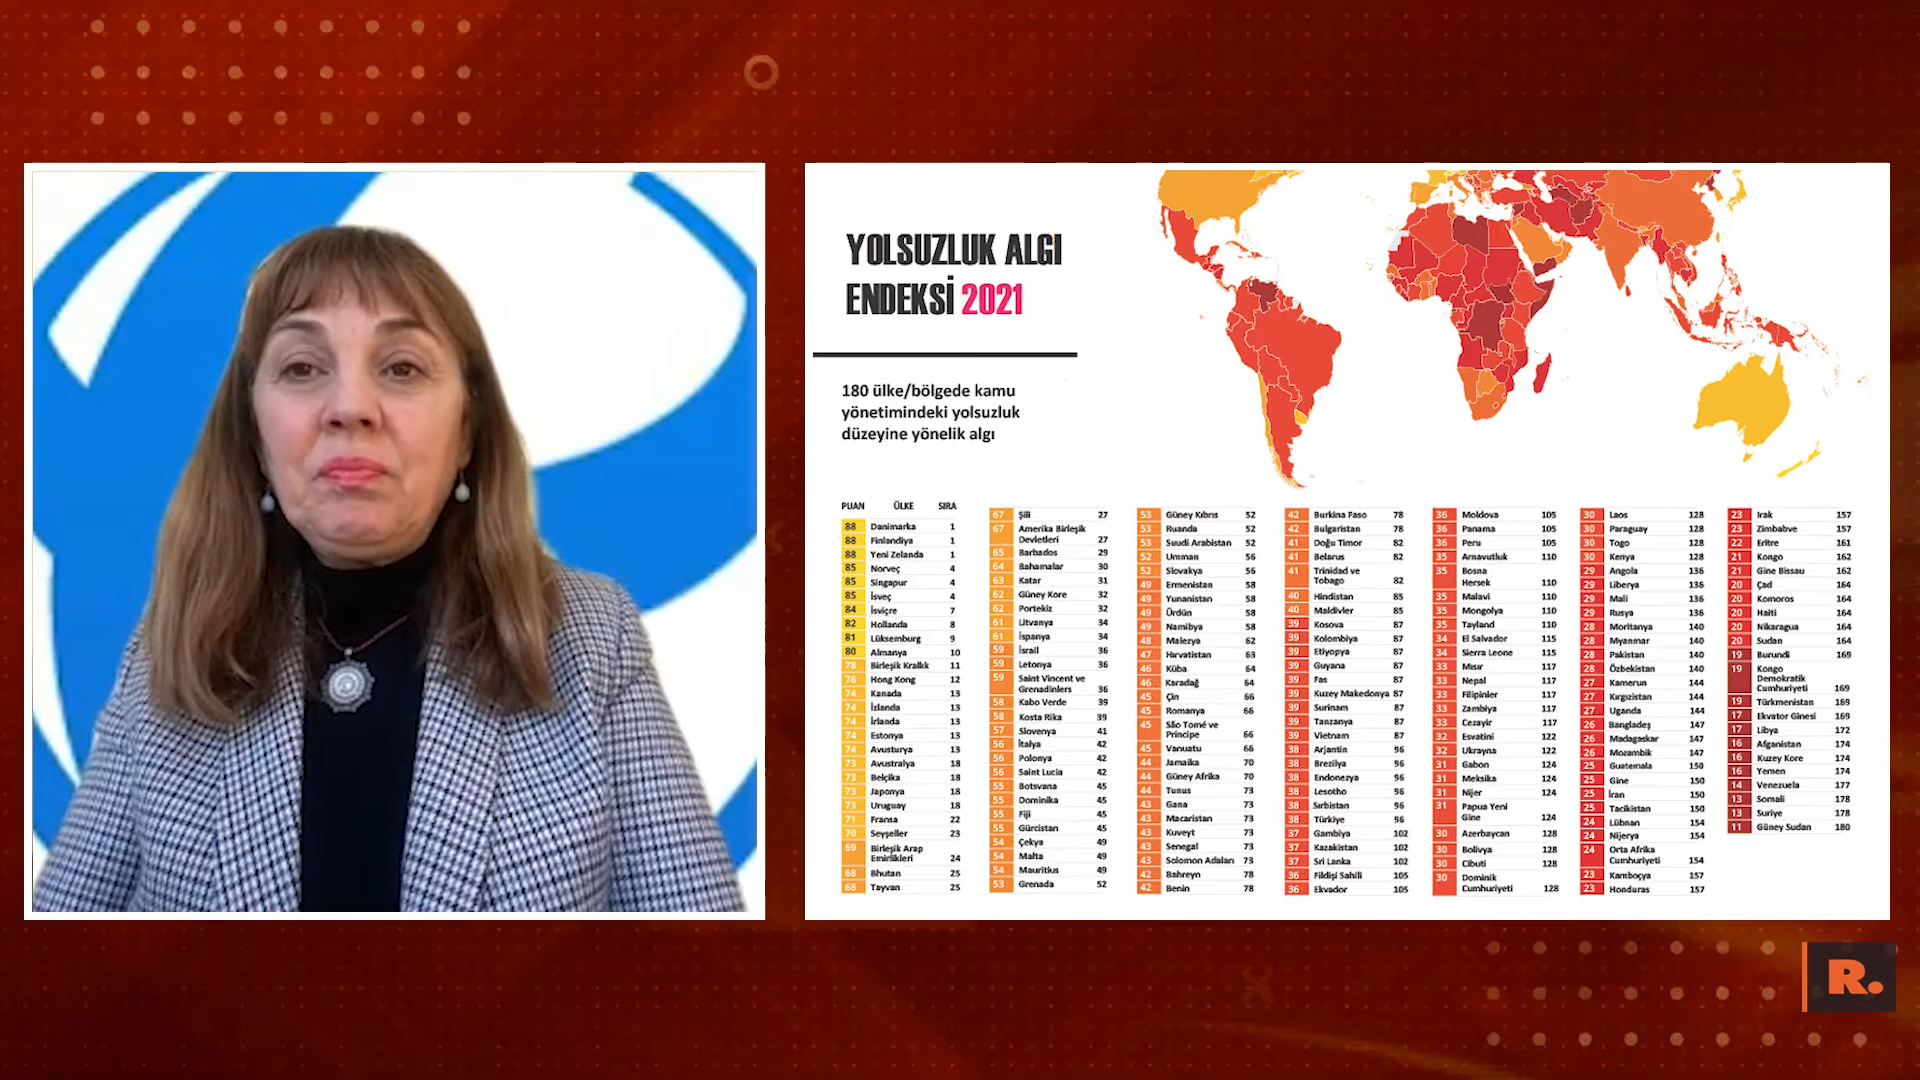 YOLSUZLUK ALGI
ENDEKSİ 2021
180 ülke/bölgede kamu
yönetimindeki yolsuzluk
düzeyine yönelik algı
PUAN ÜLKE SIRA
88 Danimarka 1
88 Finlandiya 1
88 Yeni Zelanda 1
85 Norveç 4
85 Singapur 4
85 İsveç 4
84 İsviçre 7
82 Hollanda 8
81 Lüksemburg 9
80 Almanya 10
78 Birleşik Krallık 11
76 Hong Kong 12
74 Kanada 13
74 İzlanda 13
74 İrlanda 13
74 Estonya 13
74 Avusturya 13
73 Avustralya 18
73 Belçika 18
73 Japonya 18
73 Uruguay 18
71 Fransa 22
70 Seyşeller 23
69 Birleşik Arap
Emirlikleri 24
68 Bhutan 25
68 Tayvan 25
67 Şili 27
67 Amerika Birleşik
Devletleri 27
65 Barbados 29
64 Bahamalar 30
63 Katar 31
62 Güney Kore 32
62 Portekiz 32
61 Litvanya 34
61 İspanya 34
59 İsrail 36
59 Letonya 36
59 Saint Vincent ve
Grenadinlers 36
58 Kabo Verde 39
58 Kosta Rika 39
57 Slovenya 41
56 İtalya 42
56 Polonya 42
56 Saint Lucia 42
55 Botsvana 45
55 Dominika 45
55 Fiji 45
55 Gürcistan 45
54 Çekya 49
54 Malta 49
54 Mauritius 49
53 Grenada 52
53 Güney Kıbrıs 52
53 Ruanda 52
53 Suudi Arabistan 52
52 Umman 56
52 Slovakya 56
49 Ermenistan 58
49 Yunanistan 58
49 Ürdün 58
49 Namibya 58
48 Malezya 62
47 Hırvatistan 63
46 Küba 64
46 Karadağ 64
45 Çin 66
45 Romanya 66
45 São Tomé ve
Príncipe 66
45 Vanuatu 66
44 Jamaika 70
44 Güney Afrika 70
44 Tunus 73
43 Gana 73
43 Macaristan 73
43 Kuveyt 73
43 Senegal 73
43 Solomon Adaları 73
42 Bahreyn 78
42 Benin 78
42 Burkina Faso 78
42 Bulgaristan 78
41 Doğu Timor 82
41 Belarus 82
41 Trinidad ve
Tobago 82
40 Hindistan 85
40 Maldivler 85
39 Kosova 87
39 Kolombiya 87
39 Etiyopya 87
39 Guyana 87
39 Fas 87
39 Kuzey Makedonya 87
39 Surinam 87
39 Tanzanya 87
39 Vietnam 87
38 Arjantin 96
38 Brezilya 96
38 Endonezya 96
38 Lesotho 96
38 Sırbistan 96
38 Türkiye 96
37 Gambiya 102
37 Kazakistan 102
37 Sri Lanka 102
36 Fildişi Sahili 105
36 Ekvador 105
36 Moldova 105
36 Panama 105
36 Peru 105
35 Arnavutluk 110
35 Bosna
Hersek 110
35 Malavi 110
35 Mongolya 110
35 Tayland 110
34 El Salvador 115
34 Sierra Leone 115
33 Mısır 117
33 Nepal 117
33 Filipinler 117
33 Zambiya 117
33 Cezayir 117
32 Esvatini 122
32 Ukrayna 122
31 Gabon 124
31 Meksika 124
31 Nijer 124
31 Papua Yeni
Gine 124
30 Azerbaycan 128
30 Bolivya 128
30 Cibuti 128
30 Dominik
Cumhuriyeti 128
30 Laos 128
30 Paraguay 128
30 Togo 128
30 Kenya 128
29 Angola 136
29 Liberya 136
29 Mali 136
29 Rusya 136
28 Moritanya 140
28 Myanmar 140
28 Pakistan 140
28 Özbekistan 140
27 Kamerun 144
27 Kırgızistan 144
27 Uganda 144
26 Bangladeş 147
26 Madagaskar 147
26 Mozambik 147
25 Guatemala 150
25 Gine 150
25 İran 150
25 Tacikistan 150
24 Lübnan 154
24 Nijerya 154
24 Orta Afrika
Cumhuriyeti 154
23 Kamboçya 157
23 Honduras 157
23 Irak 157
23 Zimbabve 157
22 Eritre 161
21 Kongo 162
21 Gine Bissau 162
20 Çad 164
20 Komoros 164
20 Haiti 164
20 Nikaragua 164
20 Sudan 164
19 Burundi 169
19 Kongo
Demokratik
Cumhuriyeti 169
19 Türkmenistan 169
17 Ekvator Ginesi 169
17 Libya 172
16 Afganistan 174
16 Kuzey Kore 174
16 Yemen 174
14 Venezuela 177
13 Somali 178
13 Suriye 178
11 Güney Sudan 180
R.